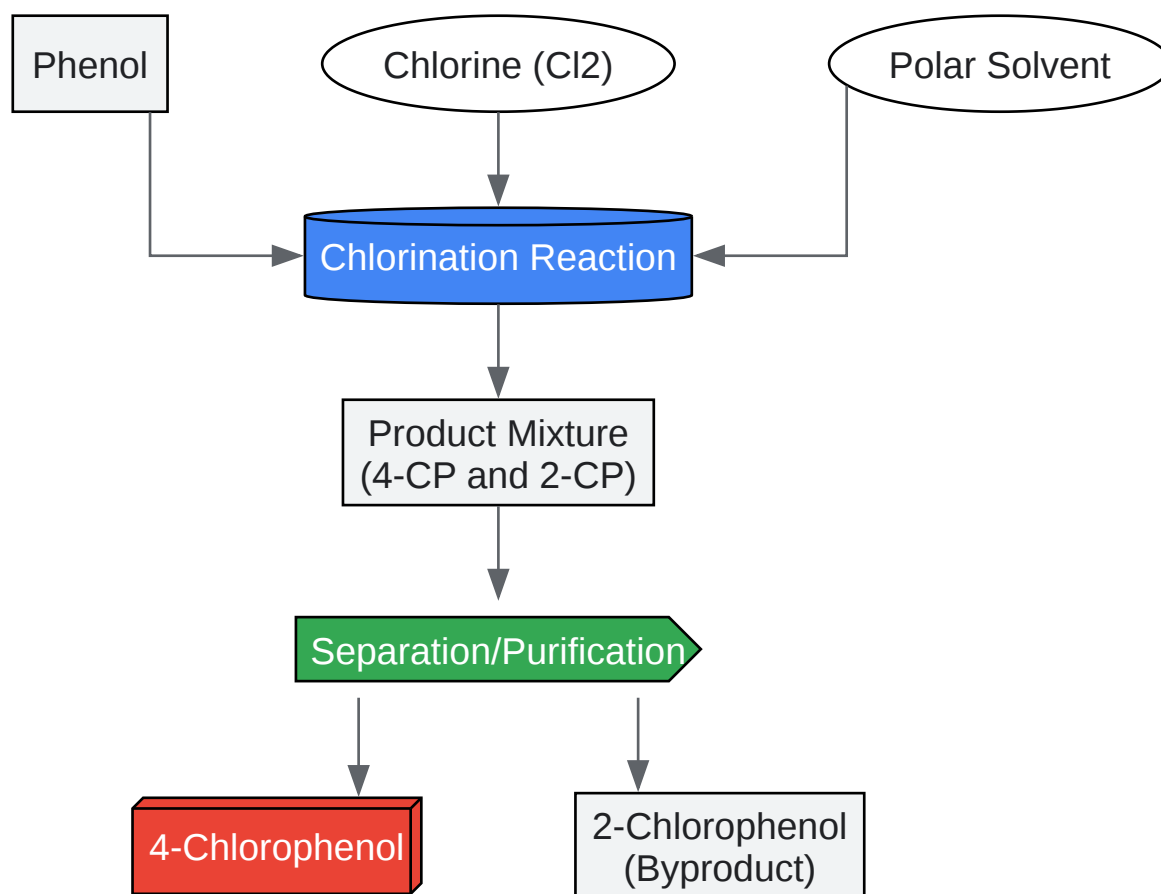 Phenol
Chlorine (Cl2)
Polar Solvent
Chlorination Reaction
Product Mixture
(4-CP and 2-CP)
Separation/Purification
4-Chlorophenol
2-Chlorophenol
(Byproduct)